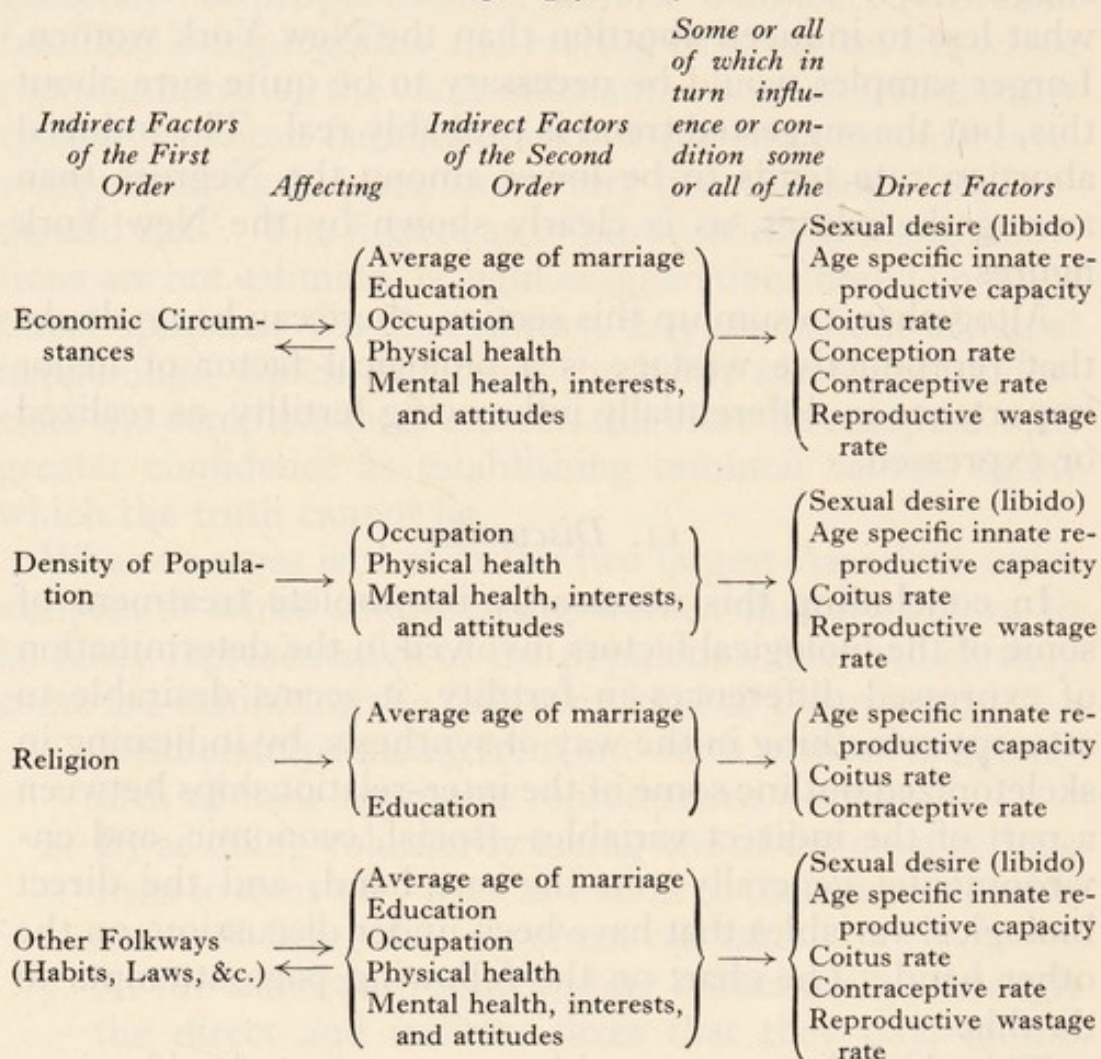 Some or all
of which in
turn influ-
Indirect Factors Indirect Factors ence or con-
of the First of the Second dition some
Order Affecting Order or all of the Direct Factors
Sexual desire (libido)
Average age of marriage Age specific innate re-
Education productive capacity
Economic Circum- Occupation Coitus rate
stances Physical health Conception rate
Mental health, interests, Contraceptive rate
and attitudes Reproductive wastage
rate
Sexual desire (libido)
Occupation Age specific innate re-
Density of Popula- Physical health productive capacity
tion Mental health, interests, Coitus rate
and attitudes Reproductive wastage
rate
Average age of marriage Age specific innate re-
productive capacity
Religion Coitus rate
Education Contraceptive rate
Sexual desire (libido)
Average age of marriage Age specific innate re-
Education productive capacity
Other Folkways Occupation Coitus rate
(Habits, Laws, &c.) Physical health Contraceptive rate
Mental health, interests, Reproductive wastage
and attitudes rate